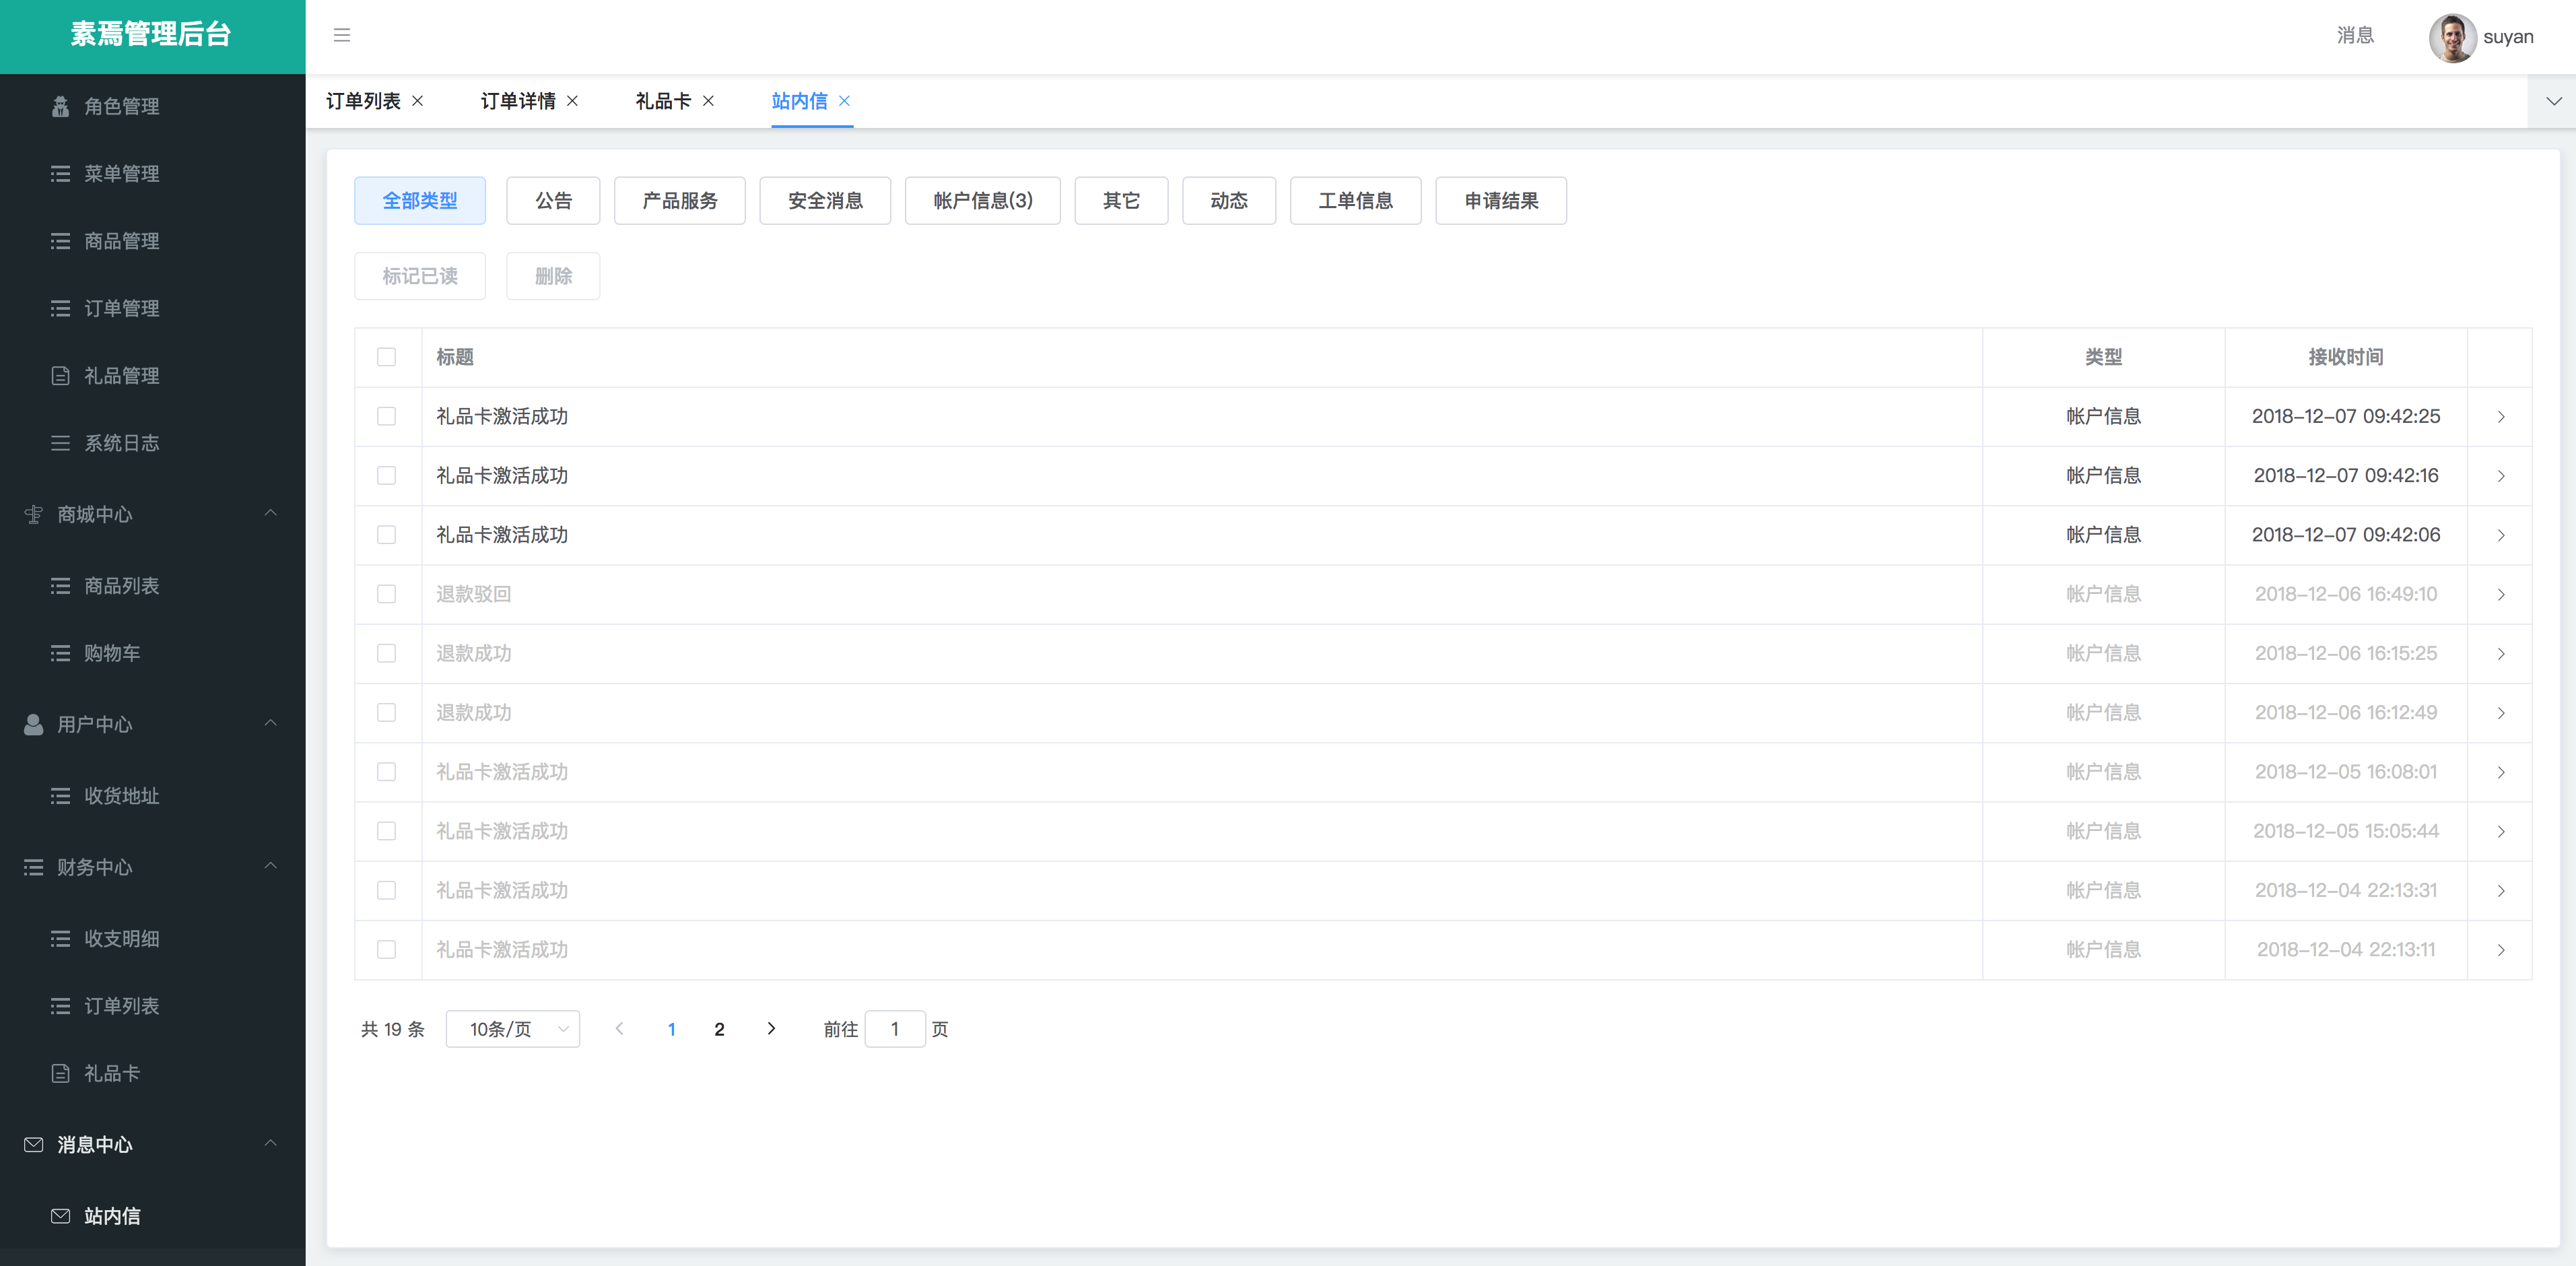 素焉管理后台
消息
suyan
角色管理
菜单管理
商品管理
订单管理
礼品管理
系统日志
商城中心
商品列表
购物车
用户中心
收货地址
财务中心
收支明细
订单列表
礼品卡
消息中心
站内信
订单列表 订单详情 礼品卡 站内信
全部类型 公告 产品服务 安全消息 帐户信息(3) 其它 动态 工单信息 申请结果
标记已读 删除
标题 类型 接收时间
礼品卡激活成功 帐户信息 2018-12-07 09:42:25
礼品卡激活成功 帐户信息 2018-12-07 09:42:16
礼品卡激活成功 帐户信息 2018-12-07 09:42:06
退款驳回 帐户信息 2018-12-06 16:49:10
退款成功 帐户信息 2018-12-06 16:15:25
退款成功 帐户信息 2018-12-06 16:12:49
礼品卡激活成功 帐户信息 2018-12-05 16:08:01
礼品卡激活成功 帐户信息 2018-12-05 15:05:44
礼品卡激活成功 帐户信息 2018-12-04 22:13:31
礼品卡激活成功 帐户信息 2018-12-04 22:13:11
共 19 条 10条/页 1 2 前往 1 页